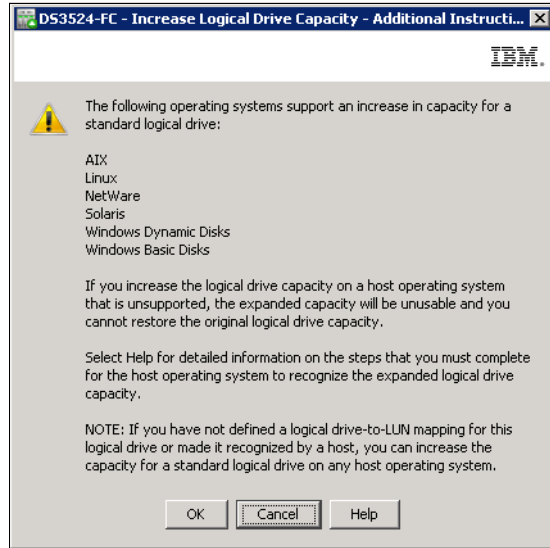 DS3524-FC - Increase Logical Drive Capacity - Additional Instructi...
IBM.
The following operating systems support an increase in capacity for a
standard logical drive:
AIX
Linux
NetWare
Solaris
Windows Dynamic Disks
Windows Basic Disks
If you increase the logical drive capacity on a host operating system
that is unsupported, the expanded capacity will be unusable and you
cannot restore the original logical drive capacity.
Select Help for detailed information on the steps that you must complete
for the host operating system to recognize the expanded logical drive
capacity.
NOTE: If you have not defined a logical drive-to-LUN mapping for this
logical drive or made it recognized by a host, you can increase the
capacity for a standard logical drive on any host operating system.
OK Cancel Help